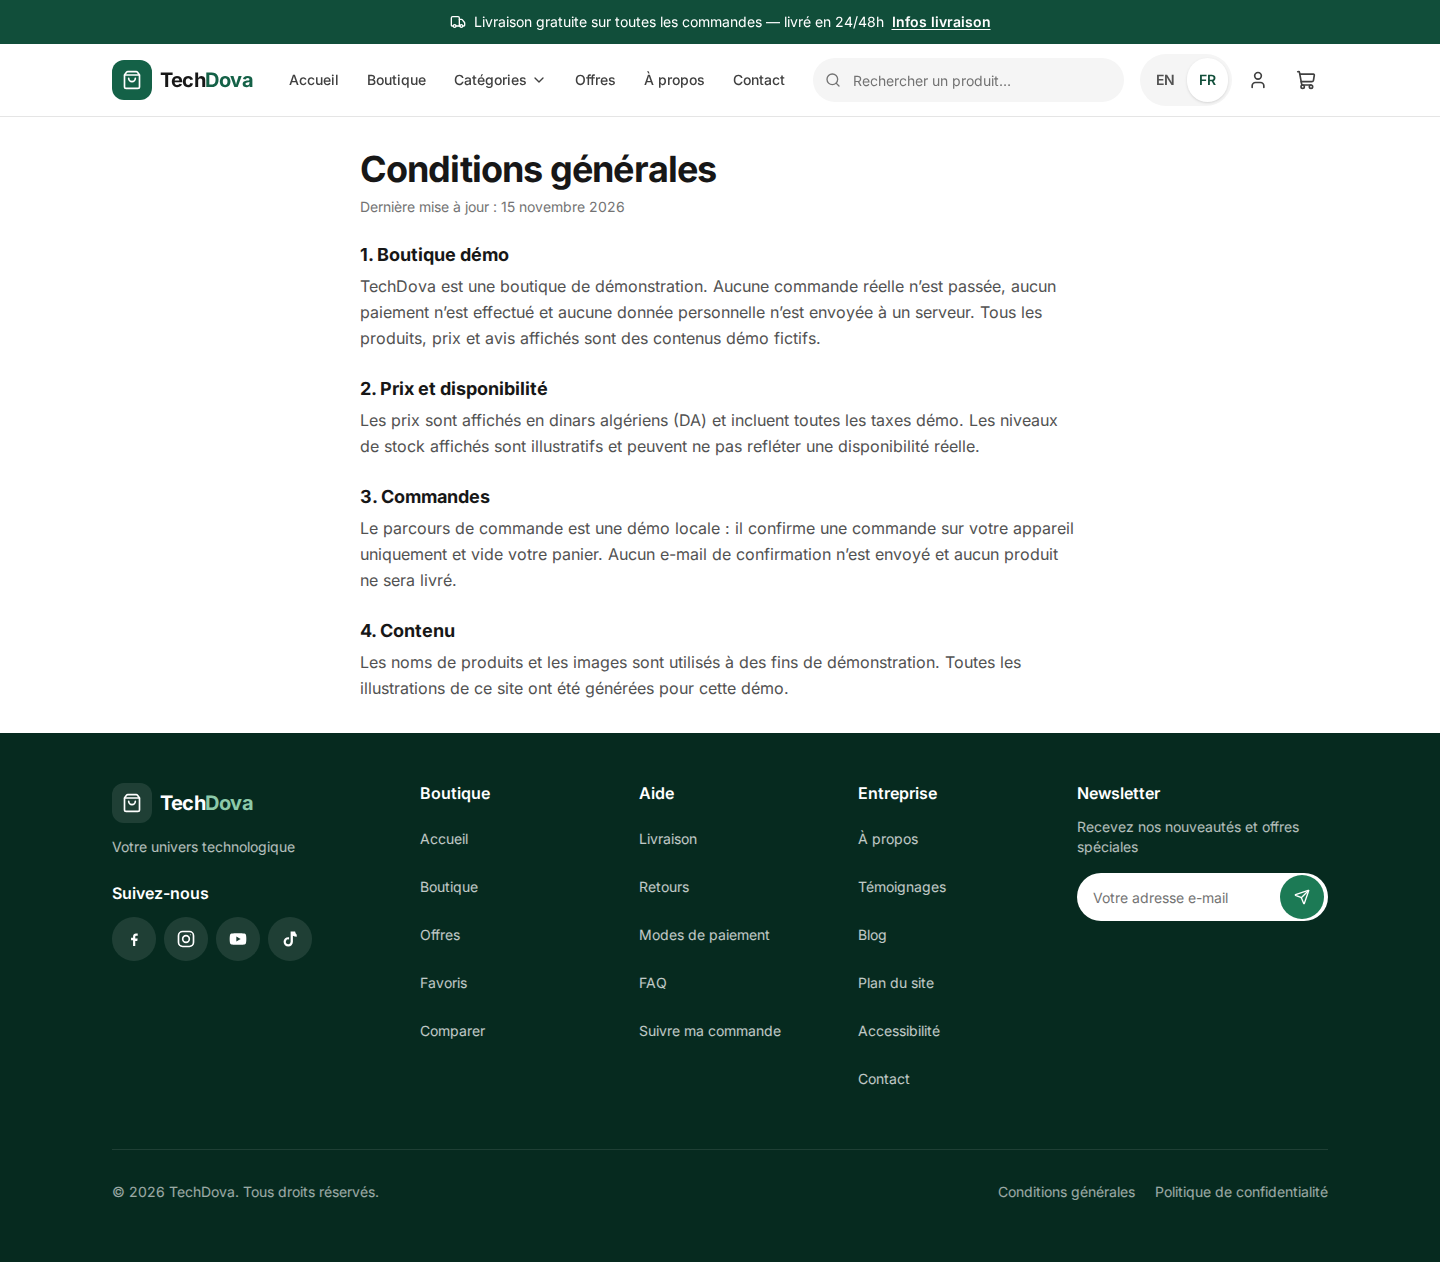 Livraison gratuite sur toutes les commandes — livré en 24/48h Infos livraison
TechDova Accueil Boutique Catégories Offres À propos Contact Rechercher un produit... EN FR
Conditions générales
Dernière mise à jour : 15 novembre 2026
1. Boutique démo
TechDova est une boutique de démonstration. Aucune commande réelle n’est passée, aucun
paiement n’est effectué et aucune donnée personnelle n’est envoyée à un serveur. Tous les
produits, prix et avis affichés sont des contenus démo fictifs.
2. Prix et disponibilité
Les prix sont affichés en dinars algériens (DA) et incluent toutes les taxes démo. Les niveaux
de stock affichés sont illustratifs et peuvent ne pas refléter une disponibilité réelle.
3. Commandes
Le parcours de commande est une démo locale : il confirme une commande sur votre appareil
uniquement et vide votre panier. Aucun e-mail de confirmation n’est envoyé et aucun produit
ne sera livré.
4. Contenu
Les noms de produits et les images sont utilisés à des fins de démonstration. Toutes les
illustrations de ce site ont été générées pour cette démo.
TechDova
Votre univers technologique
Suivez-nous
Boutique
Accueil
Boutique
Offres
Favoris
Comparer
Aide
Livraison
Retours
Modes de paiement
FAQ
Suivre ma commande
Entreprise
À propos
Témoignages
Blog
Plan du site
Accessibilité
Contact
Newsletter
Recevez nos nouveautés et offres
spéciales
Votre adresse e-mail
© 2026 TechDova. Tous droits réservés.
Conditions générales Politique de confidentialité